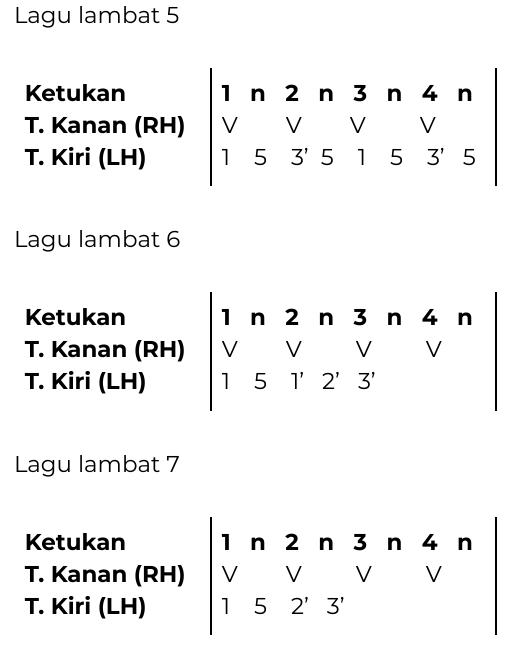 Lagu lambat 5
Ketukan 1 n 2 n 3 n 4 n
T. Kanan (RH) V V V V
T. Kiri (LH) 1 5 3’ 5 1 5 3’ 5
Lagu lambat 6
Ketukan 1 n 2 n 3 n 4 n
T. Kanan (RH) V V V V
T. Kiri (LH) 1 5 1’ 2’ 3’
Lagu lambat 7
Ketukan 1 n 2 n 3 n 4 n
T. Kanan (RH) V V V V
T. Kiri (LH) 1 5 2’ 3’